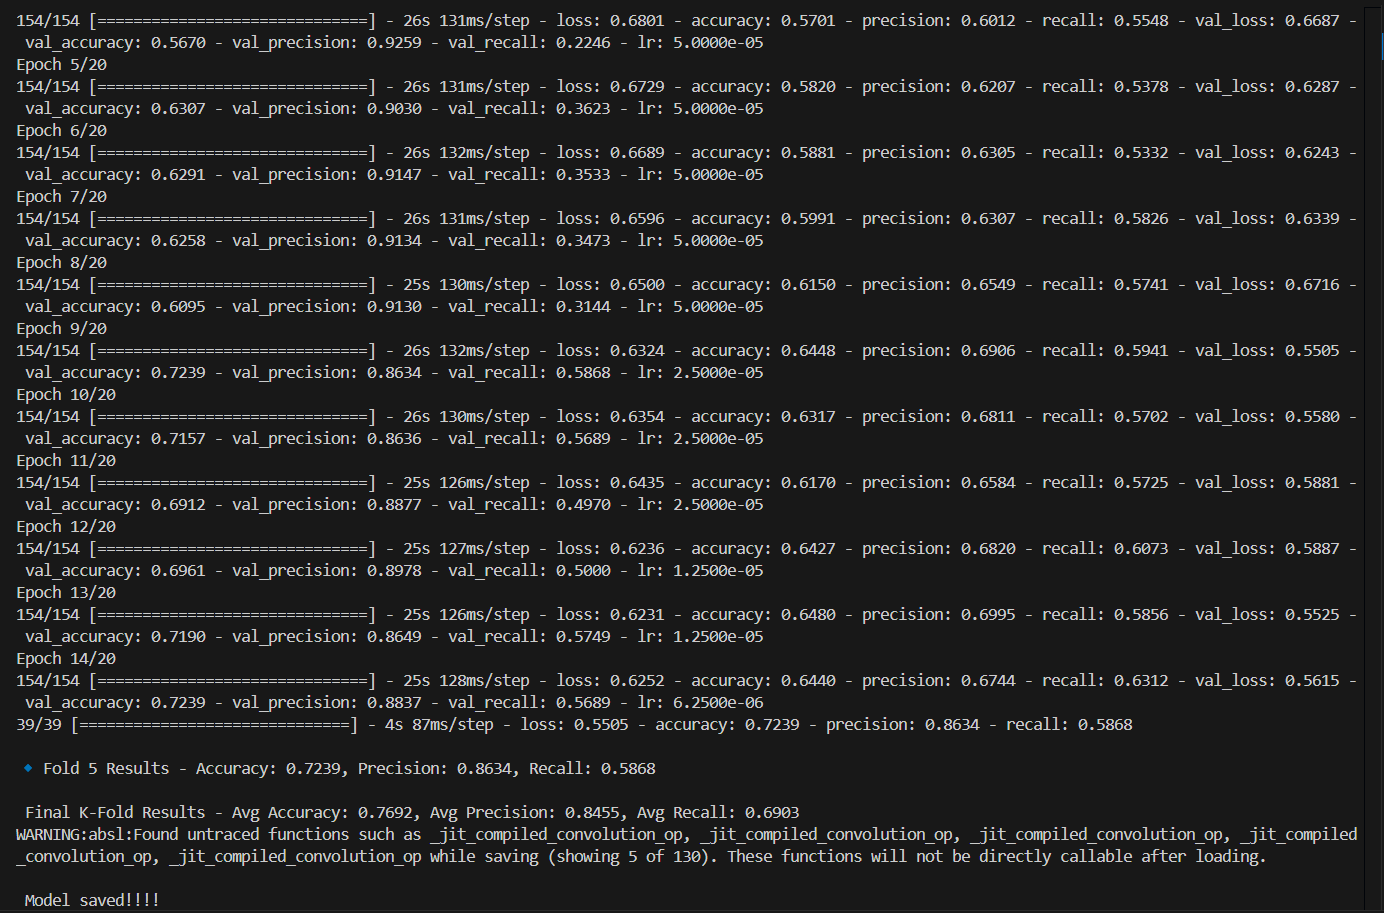 154/154 [==============================] - 26s 131ms/step - loss: 0.6801 - accuracy: 0.5701 - precision: 0.6012 - recall: 0.5548 - val_loss: 0.6687 -
val_accuracy: 0.5670 - val_precision: 0.9259 - val_recall: 0.2246 - lr: 5.0000e-05
Epoch 5/20
154/154 [==============================] - 26s 131ms/step - loss: 0.6729 - accuracy: 0.5820 - precision: 0.6207 - recall: 0.5378 - val_loss: 0.6287 -
val_accuracy: 0.6307 - val_precision: 0.9030 - val_recall: 0.3623 - lr: 5.0000e-05
Epoch 6/20
154/154 [==============================] - 26s 132ms/step - loss: 0.6689 - accuracy: 0.5881 - precision: 0.6305 - recall: 0.5332 - val_loss: 0.6243 -
val_accuracy: 0.6291 - val_precision: 0.9147 - val_recall: 0.3533 - lr: 5.0000e-05
Epoch 7/20
154/154 [==============================] - 26s 131ms/step - loss: 0.6596 - accuracy: 0.5991 - precision: 0.6307 - recall: 0.5826 - val_loss: 0.6339 -
val_accuracy: 0.6258 - val_precision: 0.9134 - val_recall: 0.3473 - lr: 5.0000e-05
Epoch 8/20
154/154 [==============================] - 25s 130ms/step - loss: 0.6500 - accuracy: 0.6150 - precision: 0.6549 - recall: 0.5741 - val_loss: 0.6716 -
val_accuracy: 0.6095 - val_precision: 0.9130 - val_recall: 0.3144 - lr: 5.0000e-05
Epoch 9/20
154/154 [==============================] - 26s 132ms/step - loss: 0.6324 - accuracy: 0.6448 - precision: 0.6906 - recall: 0.5941 - val_loss: 0.5505 -
val_accuracy: 0.7239 - val_precision: 0.8634 - val_recall: 0.5868 - lr: 2.5000e-05
Epoch 10/20
154/154 [==============================] - 26s 130ms/step - loss: 0.6354 - accuracy: 0.6317 - precision: 0.6811 - recall: 0.5702 - val_loss: 0.5580 -
val_accuracy: 0.7157 - val_precision: 0.8636 - val_recall: 0.5689 - lr: 2.5000e-05
Epoch 11/20
154/154 [==============================] - 25s 126ms/step - loss: 0.6435 - accuracy: 0.6170 - precision: 0.6584 - recall: 0.5725 - val_loss: 0.5881 -
val_accuracy: 0.6912 - val_precision: 0.8877 - val_recall: 0.4970 - lr: 2.5000e-05
Epoch 12/20
154/154 [==============================] - 25s 127ms/step - loss: 0.6236 - accuracy: 0.6427 - precision: 0.6820 - recall: 0.6073 - val_loss: 0.5887 -
val_accuracy: 0.6961 - val_precision: 0.8978 - val_recall: 0.5000 - lr: 1.2500e-05
Epoch 13/20
154/154 [==============================] - 25s 126ms/step - loss: 0.6231 - accuracy: 0.6480 - precision: 0.6995 - recall: 0.5856 - val_loss: 0.5525 -
val_accuracy: 0.7190 - val_precision: 0.8649 - val_recall: 0.5749 - lr: 1.2500e-05
Epoch 14/20
154/154 [==============================] - 25s 128ms/step - loss: 0.6252 - accuracy: 0.6440 - precision: 0.6744 - recall: 0.6312 - val_loss: 0.5615 -
val_accuracy: 0.7239 - val_precision: 0.8837 - val_recall: 0.5689 - lr: 6.2500e-06
39/39 [==============================] - 4s 87ms/step - loss: 0.5505 - accuracy: 0.7239 - precision: 0.8634 - recall: 0.5868
🔹 Fold 5 Results - Accuracy: 0.7239, Precision: 0.8634, Recall: 0.5868
Final K-Fold Results - Avg Accuracy: 0.7692, Avg Precision: 0.8455, Avg Recall: 0.6903
WARNING:absl:Found untraced functions such as _jit_compiled_convolution_op, _jit_compiled_convolution_op, _jit_compiled_convolution_op, _jit_compiled
_convolution_op, _jit_compiled_convolution_op while saving (showing 5 of 130). These functions will not be directly callable after loading.
Model saved!!!!